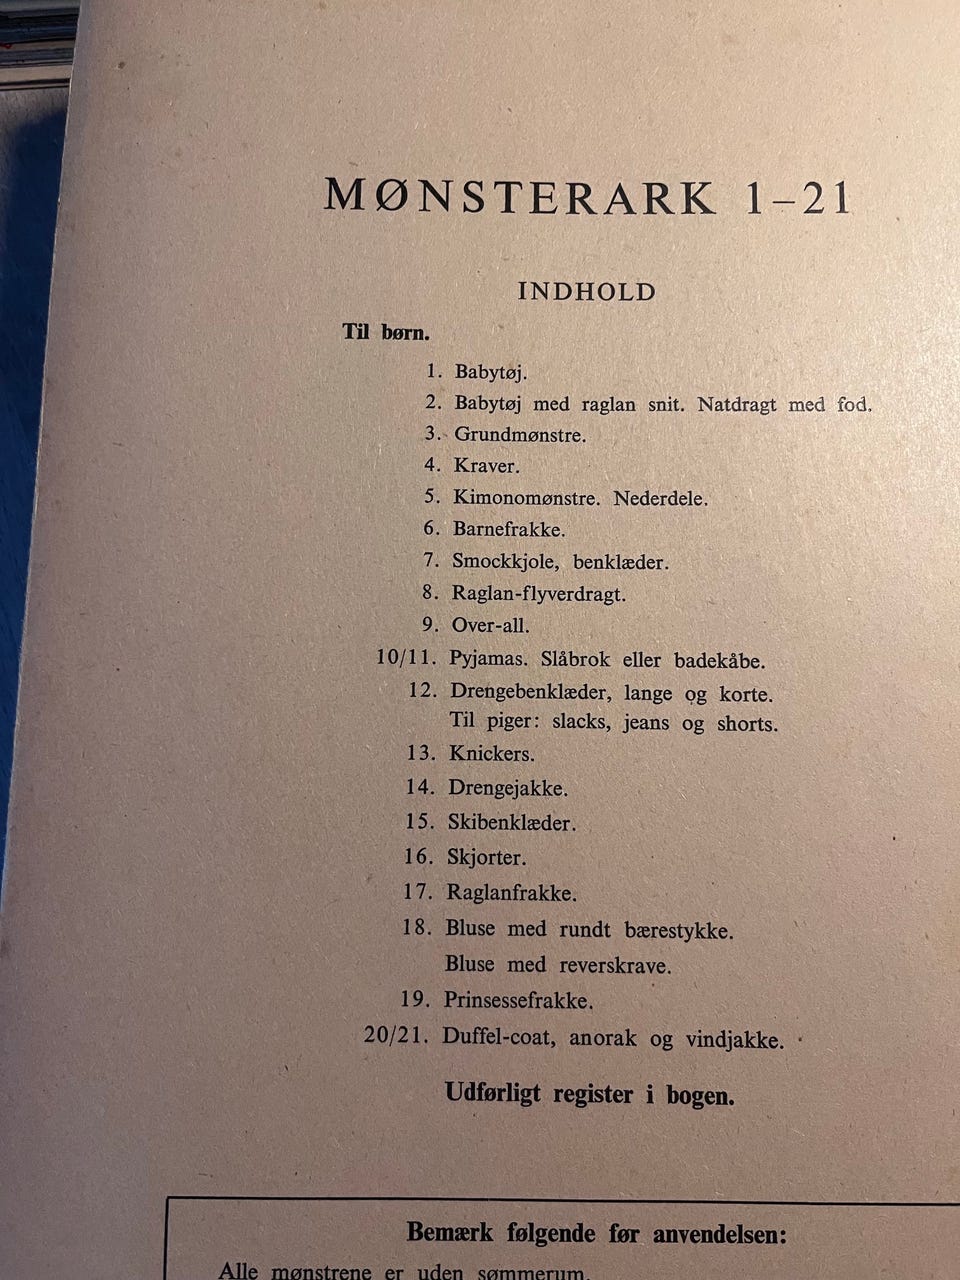 MØNSTERARK 1–21
INDHOLD
Til børn.
1. Babytøj.
2. Babytøj med raglan snit. Natdragt med fod.
3. Grundmønstre.
4. Kraver.
5. Kimonomønstre. Nederdele.
6. Barnefrakke.
7. Smockkjole, benklæder.
8. Raglan-flyverdragt.
9. Over-all.
10/11. Pyjamas. Slåbrok eller badekåbe.
12. Drengebenklæder, lange og korte.
Til piger: slacks, jeans og shorts.
13. Knickers.
14. Drengejakke.
15. Skibenklæder.
16. Skjorter.
17. Raglanfrakke.
18. Bluse med rundt bærestykke.
Bluse med reverskrave.
19. Prinsessefrakke.
20/21. Duffel-coat, anorak og vindjakke.
Udførligt register i bogen.
Bemærk følgende før anvendelsen:
Alle mønstrene er uden sømmerum.